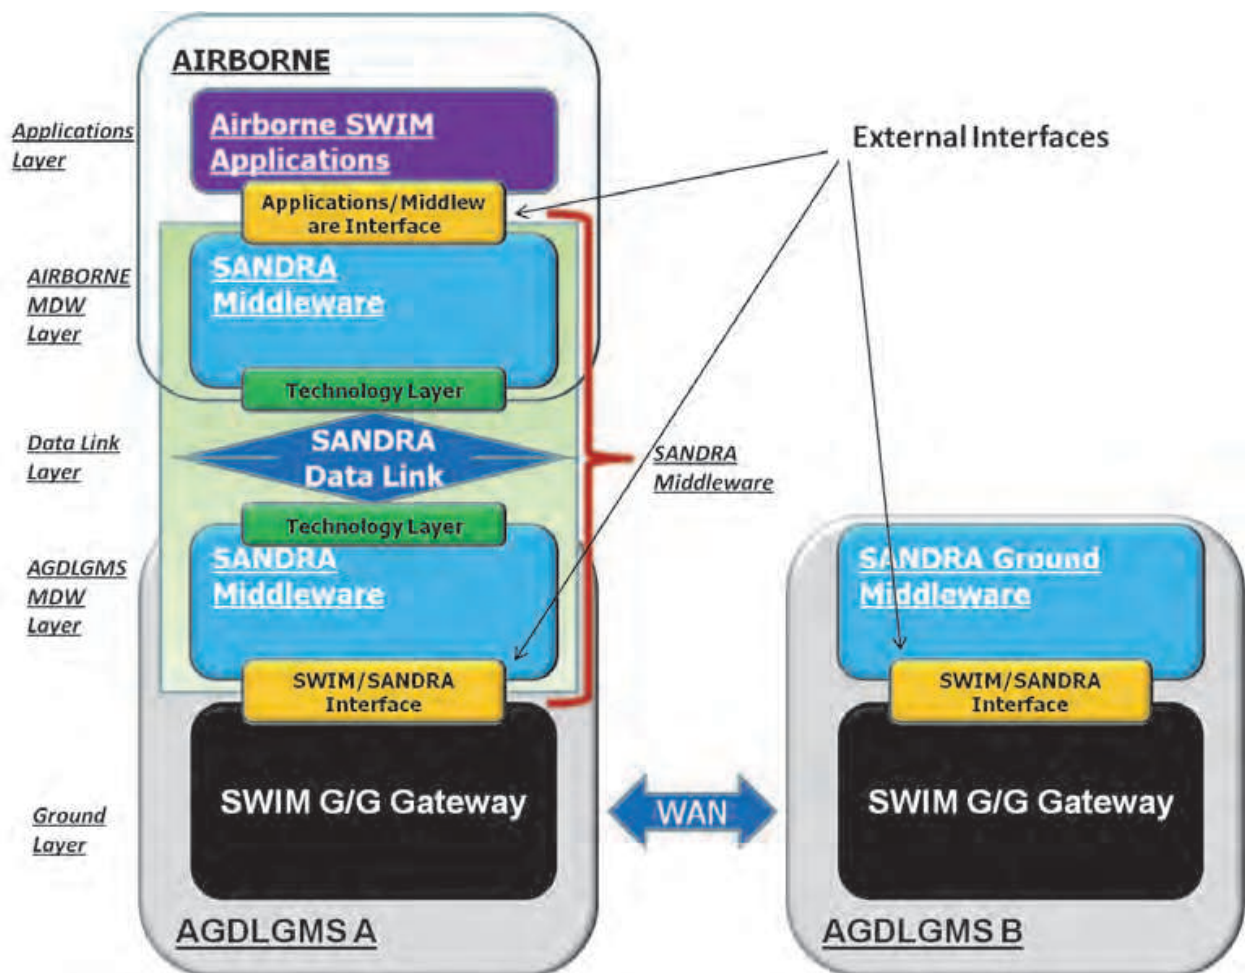 AIRBORNE
Applications
Layer
Airborne SWIM
Applications
External Interfaces
Applications/Middlew
are Interface
AIRBORNE
MDW
Layer
SANDRA
Middleware
Technology Layer
Data Link
Layer
SANDRA
Data Link
SANDRA
Middleware
Technology Layer
AGDLGMS
MDW
Layer
SANDRA
Middleware
SANDRA Ground
Middleware
SWIM/SANDRA
Interface
SWIM/SANDRA
Interface
Ground
Layer
SWIM G/G Gateway
WAN
SWIM G/G Gateway
AGDLGMS A
AGDLGMS B